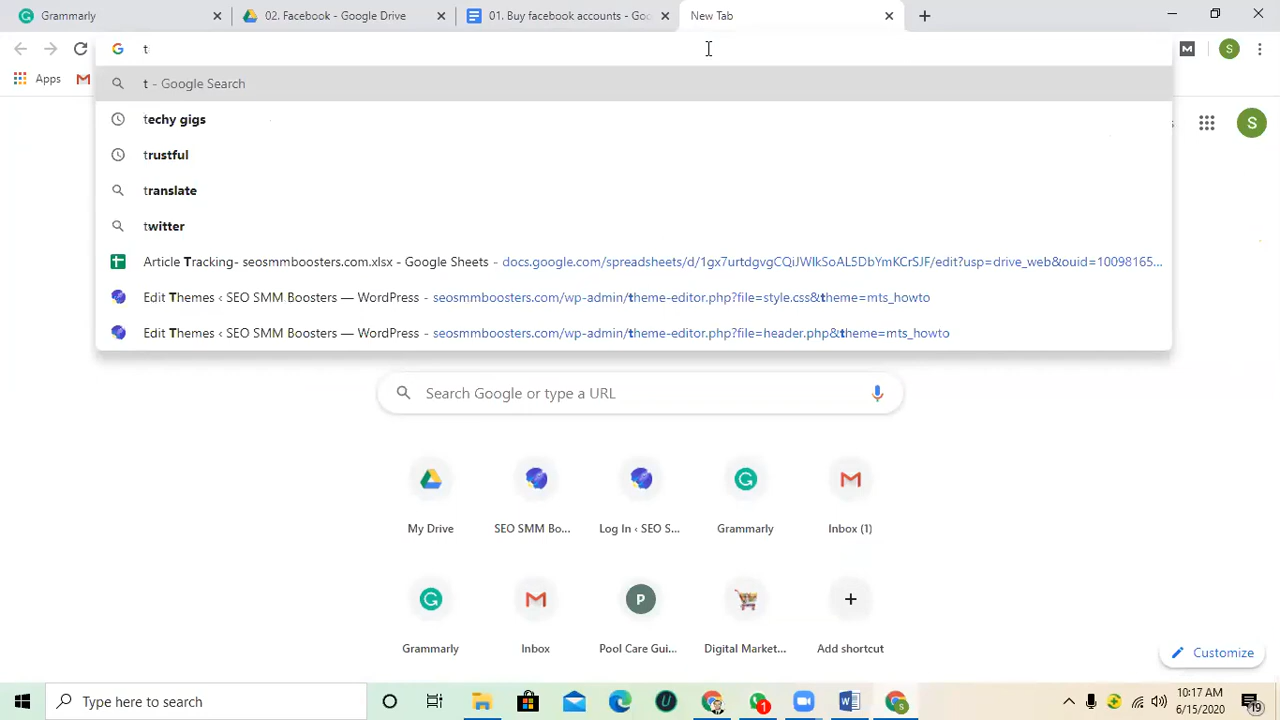 Grammarly
02. Facebook - Google Drive
01. Buy facebook accounts - Goo
New Tab
t
M
S
Apps
t - Google Search
techy gigs
trustful
translate
twitter
Article Tracking- seosmmboosters.com.xlsx - Google Sheets - docs.google.com/spreadsheets/d/1gx7urtdgvgCQiJWIkSoAL5DbYmKCrSJF/edit?usp=drive_web&ouid=10098165...
Edit Themes ‹ SEO SMM Boosters — WordPress - seosmmboosters.com/wp-admin/theme-editor.php?file=style.css&theme=mts_howto
Edit Themes ‹ SEO SMM Boosters — WordPress - seosmmboosters.com/wp-admin/theme-editor.php?file=header.php&theme=mts_howto
S
Search Google or type a URL
My Drive
SEO SMM Bo...
Log In ‹ SEO S...
Grammarly
Inbox (1)
P
Grammarly
Inbox
Pool Care Gui...
Digital Market...
Add shortcut
Customize
Type here to search
1
10:17 AM
6/15/2020
19